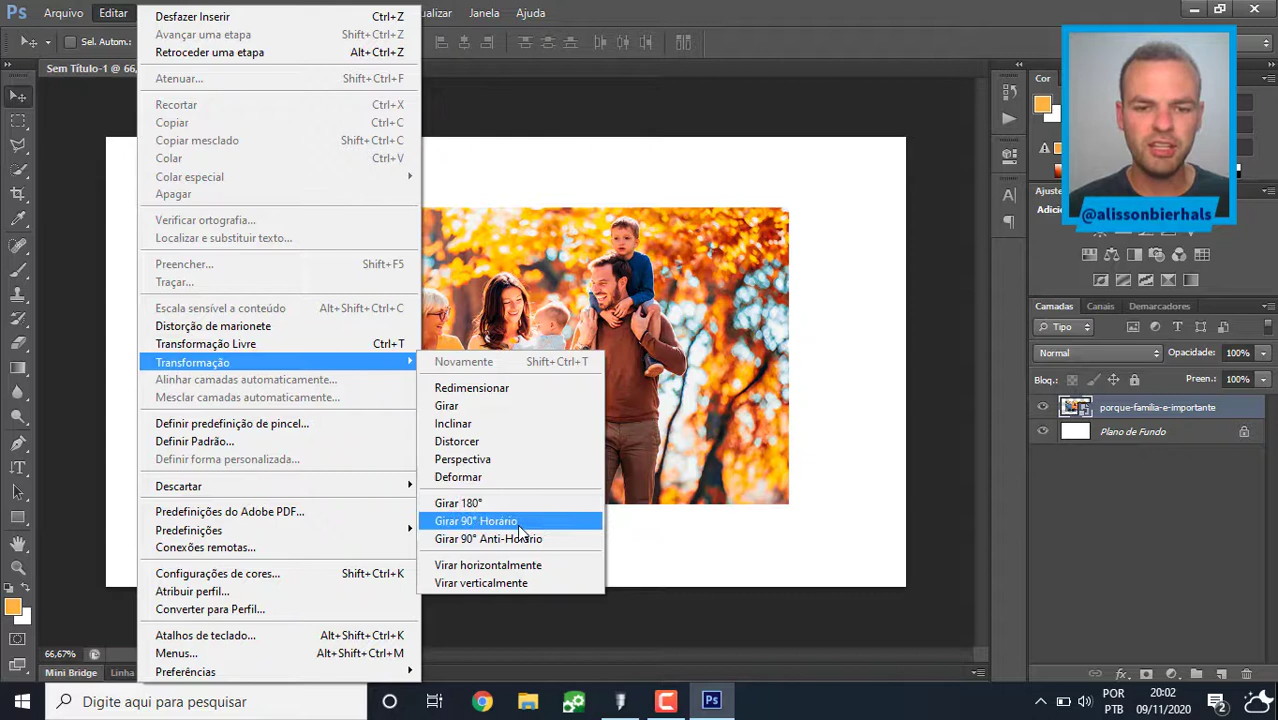 Ps Arquivo Editar ualizar Janela Ajuda
Sel. Autom.:
Sem Título-1 @ 66,
Desfazer Inserir Ctrl+Z
Avançar uma etapa Shift+Ctrl+Z
Retroceder uma etapa Alt+Ctrl+Z
Atenuar... Shift+Ctrl+F
Recortar Ctrl+X
Copiar Ctrl+C
Copiar mesclado Shift+Ctrl+C
Colar Ctrl+V
Colar especial
Apagar
Verificar ortografia...
Localizar e substituir texto...
Preencher... Shift+F5
Traçar...
Escala sensível a conteúdo Alt+Shift+Ctrl+C
Distorção de marionete
Transformação Livre Ctrl+T
Transformação
Alinhar camadas automaticamente...
Mesclar camadas automaticamente...
Definir predefinição de pincel...
Definir Padrão...
Definir forma personalizada...
Descartar
Predefinições do Adobe PDF...
Predefinições
Conexões remotas...
Configurações de cores... Shift+Ctrl+K
Atribuir perfil...
Converter para Perfil...
Atalhos de teclado... Alt+Shift+Ctrl+K
Menus... Alt+Shift+Ctrl+M
Preferências
Novamente Shift+Ctrl+T
Redimensionar
Girar
Inclinar
Distorcer
Perspectiva
Deformar
Girar 180°
Girar 90° Horário
Girar 90° Anti-Horário
Virar horizontalmente
Virar verticalmente
@alissonbierhals
Cor
Ajuste
Adicio
Camadas Canais Demarcadores
Tipo
Normal Opacidade: 100%
Bloq.: Preen.: 100%
porque-familia-e-importante
Plano de Fundo
66,67%
Mini Bridge Linha
Digite aqui para pesquisar
Ps
POR
PTB
20:02
09/11/2020
2